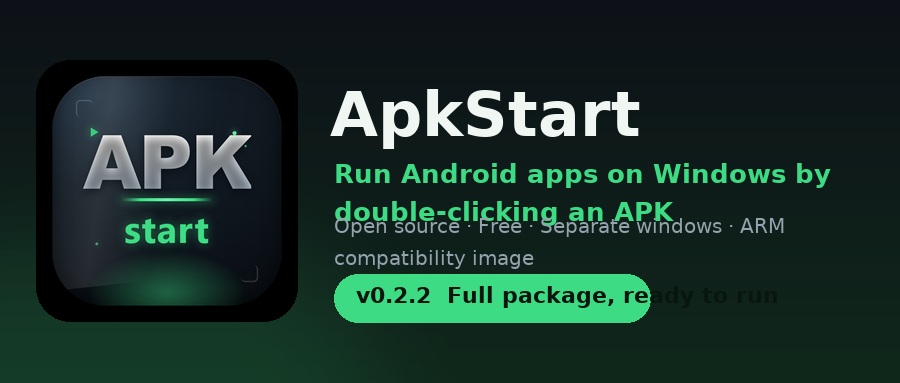 APK
start
ApkStart
Run Android apps on Windows by
double-clicking an APK
Open source · Free · Separate windows · ARM
compatibility image
v0.2.2  Full package, ready to run